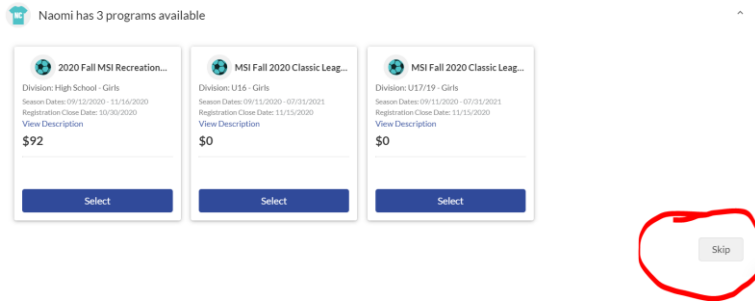 Naomi has 3 programs available
2020 Fall MSI Recreation...
Division: High School - Girls
Season Dates: 09/12/2020 - 11/16/2020
Registration Close Date: 10/30/2020
View Description
$92
Select
MSI Fall 2020 Classic Leag...
Division: U16 - Girls
Season Dates: 09/11/2020 - 07/31/2021
Registration Close Date: 11/15/2020
View Description
$0
Select
MSI Fall 2020 Classic Leag...
Division: U17/19 - Girls
Season Dates: 09/11/2020 - 07/31/2021
Registration Close Date: 11/15/2020
View Description
$0
Select
Skip